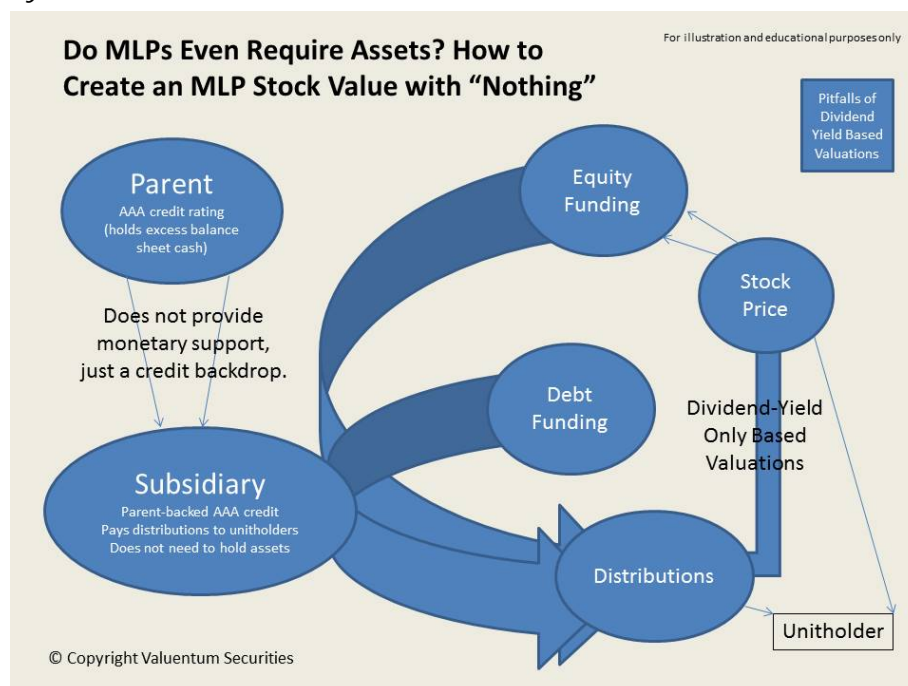 Do MLPs Even Require Assets? How to
Create an MLP Stock Value with “Nothing”
For illustration and educational purposes only
Pitfalls of
Dividend
Yield Based
Valuations
Parent
AAA credit rating
(holds excess balance
sheet cash)
Equity
Funding
Stock
Price
Does not provide
monetary support,
just a credit backdrop.
Debt
Funding
Dividend-Yield
Only Based
Valuations
Subsidiary
Parent-backed AAA credit
Pays distributions to unitholders
Does not need to hold assets
Distributions
Unitholder
© Copyright Valuentum Securities